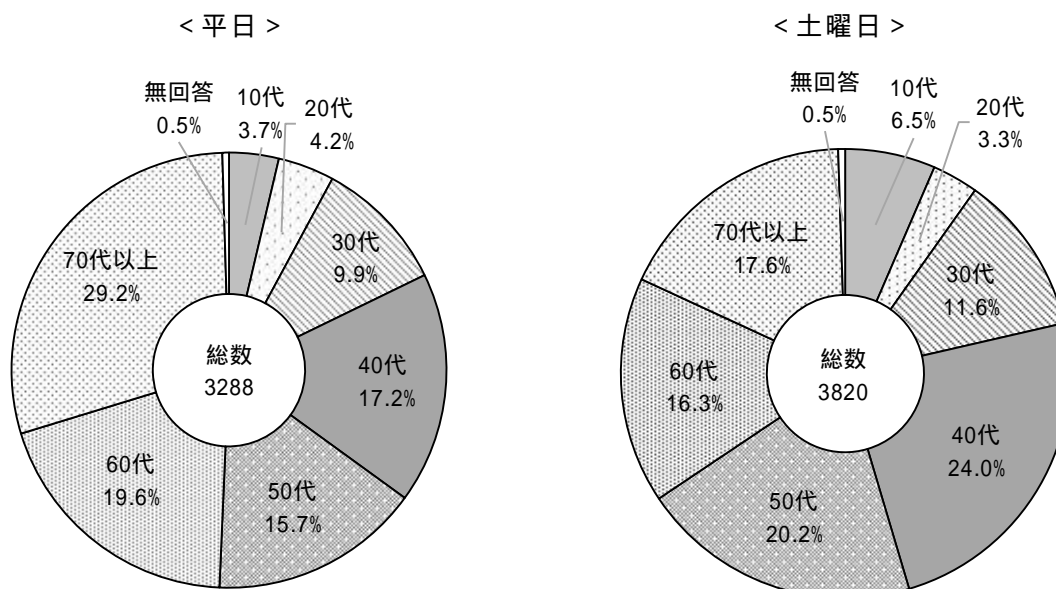 <平日>
無回答
0.5%
10代
3.7%
20代
4.2%
30代
9.9%
40代
17.2%
50代
15.7%
60代
19.6%
70代以上
29.2%
総数
3288
<土曜日>
無回答
0.5%
10代
6.5%
20代
3.3%
30代
11.6%
40代
24.0%
50代
20.2%
60代
16.3%
70代以上
17.6%
総数
3820